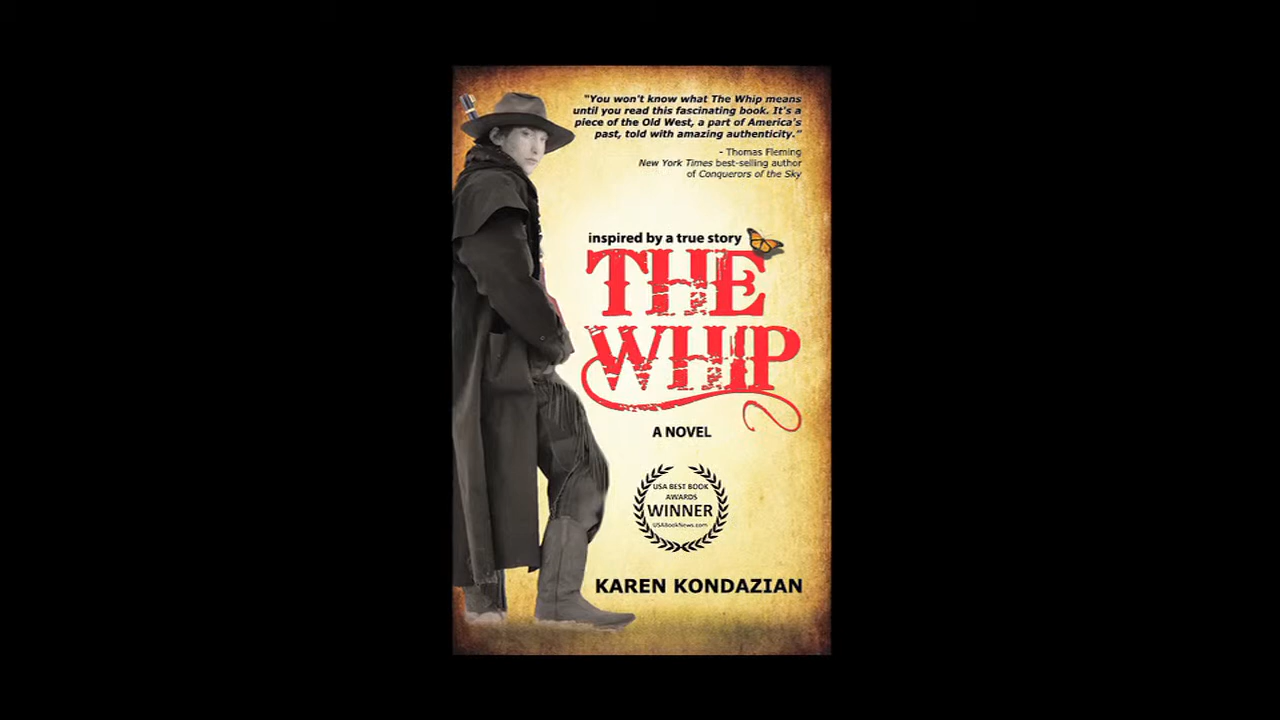 "You won't know what The Whip means
until you read this fascinating book. It's a
piece of the Old West, a part of America's
past, told with amazing authenticity."
- Thomas Fleming
New York Times best-selling author
of Conquerors of the Sky
inspired by a true story
THE
WHIP
A NOVEL
USA BEST BOOK
AWARDS
WINNER
USABookNews.com
KAREN KONDAZIAN